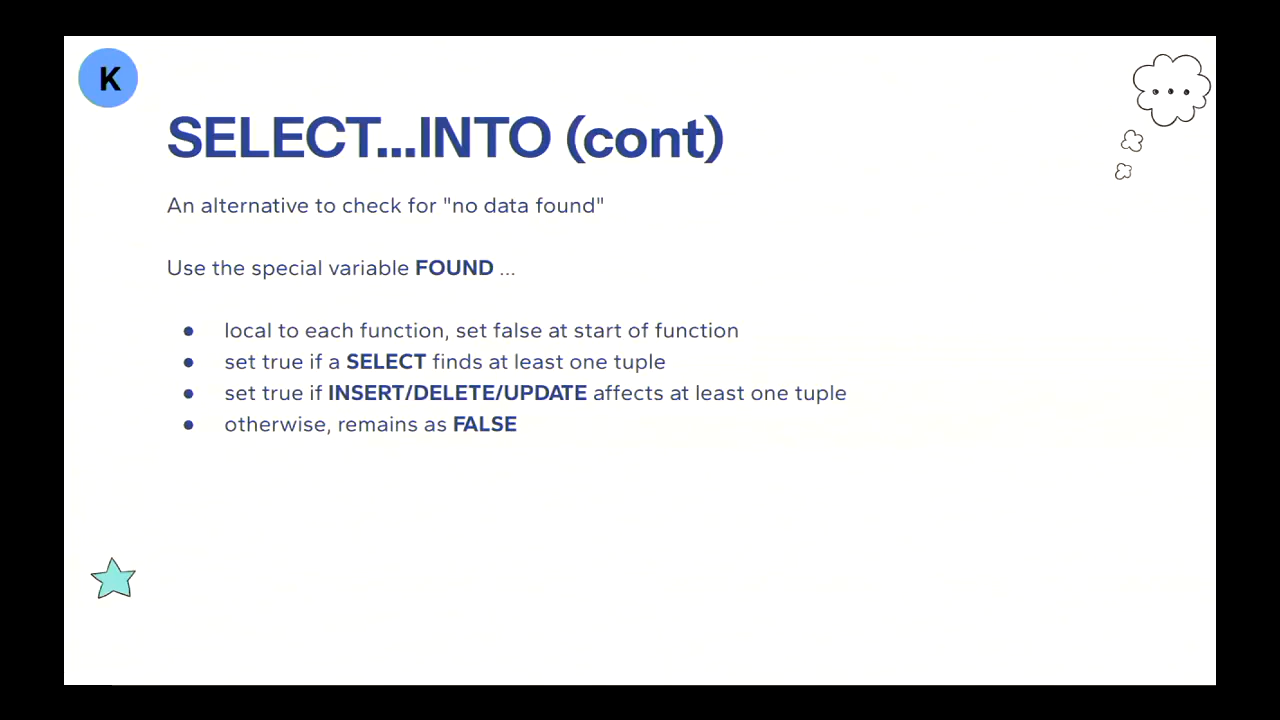 K
SELECT...INTO (cont)
An alternative to check for "no data found"
Use the special variable FOUND ...
● local to each function, set false at start of function
● set true if a SELECT finds at least one tuple
● set true if INSERT/DELETE/UPDATE affects at least one tuple
● otherwise, remains as FALSE